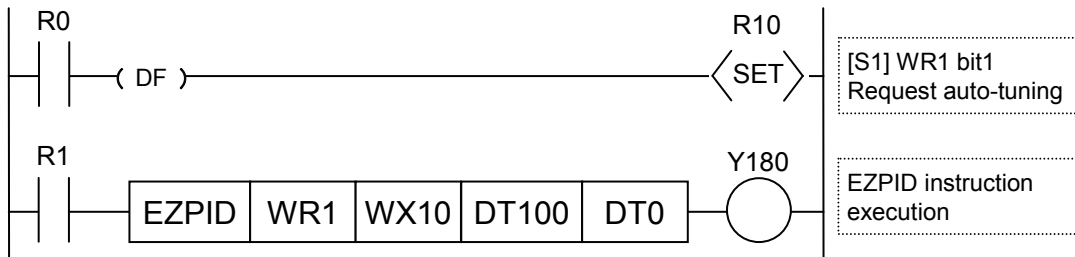 R0
R10
( DF )
SET
[S1] WR1 bit1
Request auto-tuning
R1
Y180
EZPID WR1 WX10 DT100 DT0
EZPID instruction
execution